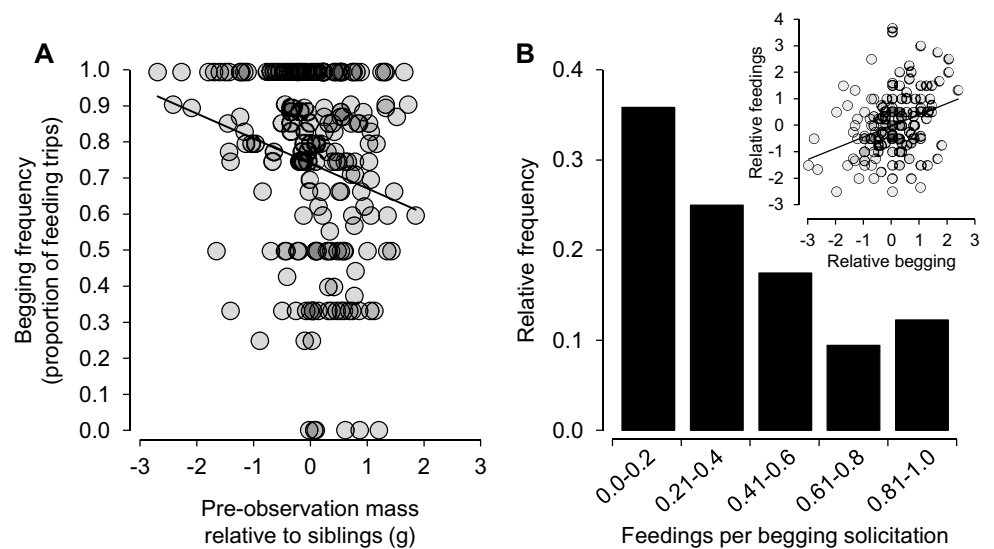 A
Begging frequency
(proportion of feeding trips)
1.0
0.9
0.8
0.7
0.6
0.5
0.4
0.3
0.2
0.1
0.0
-3 -2 -1 0 1 2 3
Pre-observation mass
relative to siblings (g)
B
Relative frequency
0.4
0.3
0.2
0.1
0.0
0.0-0.2 0.21-0.4 0.41-0.6 0.61-0.8 0.81-1.0
Feedings per begging solicitation
Relative feedings
4
3
2
1
0
-1
-2
-3
-3 -2 -1 0 1 2 3
Relative begging